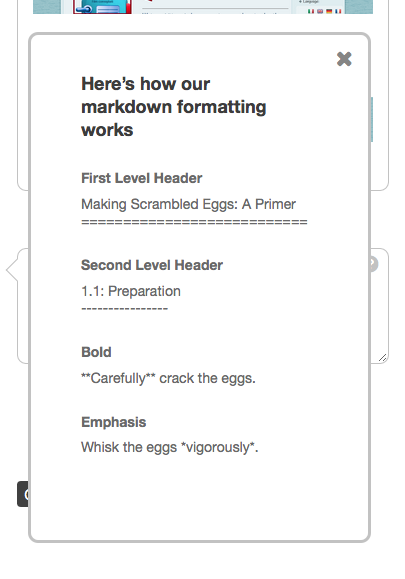 Language
Here’s how our
markdown formatting
works
First Level Header
Making Scrambled Eggs: A Primer
===========================
Second Level Header
1.1: Preparation
----------------
Bold
**Carefully** crack the eggs.
Emphasis
Whisk the eggs *vigorously*.